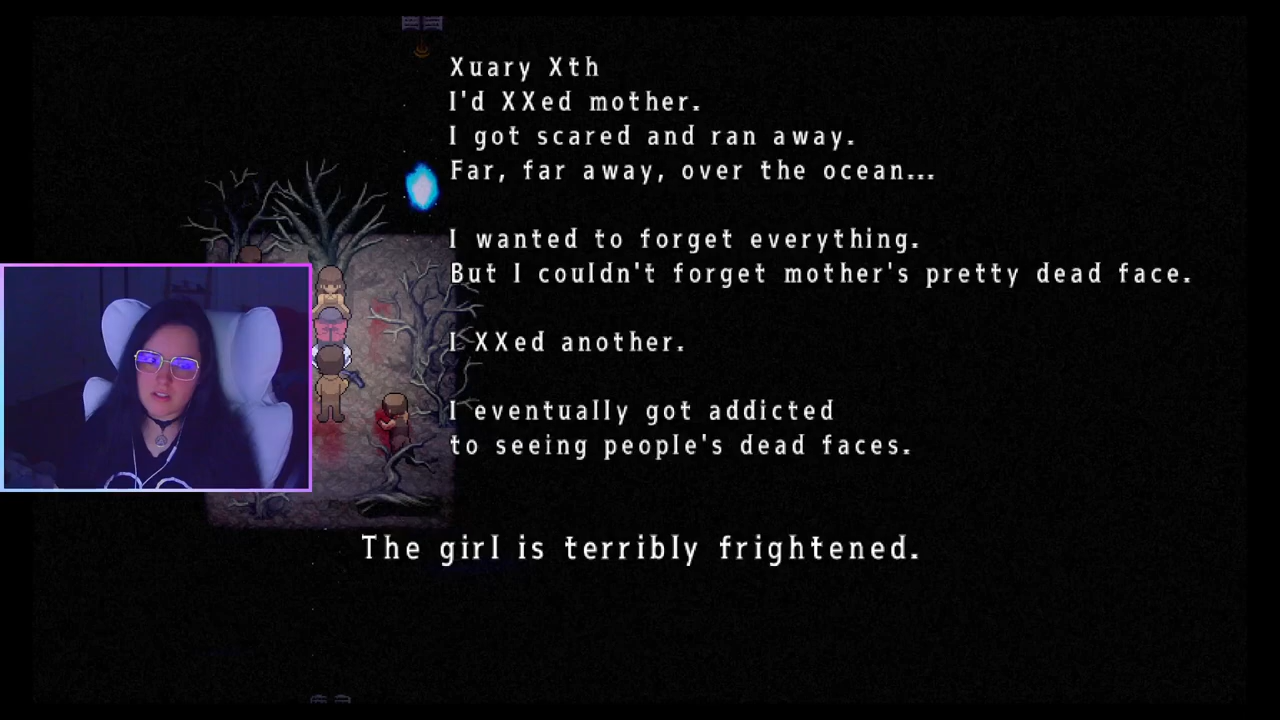 Xuary Xth
I'd XXed mother.
I got scared and ran away.
Far, far away, over the ocean...
I wanted to forget everything.
But I couldn't forget mother's pretty dead face.
I XXed another.
I eventually got addicted
to seeing people's dead faces.
The girl is terribly frightened.